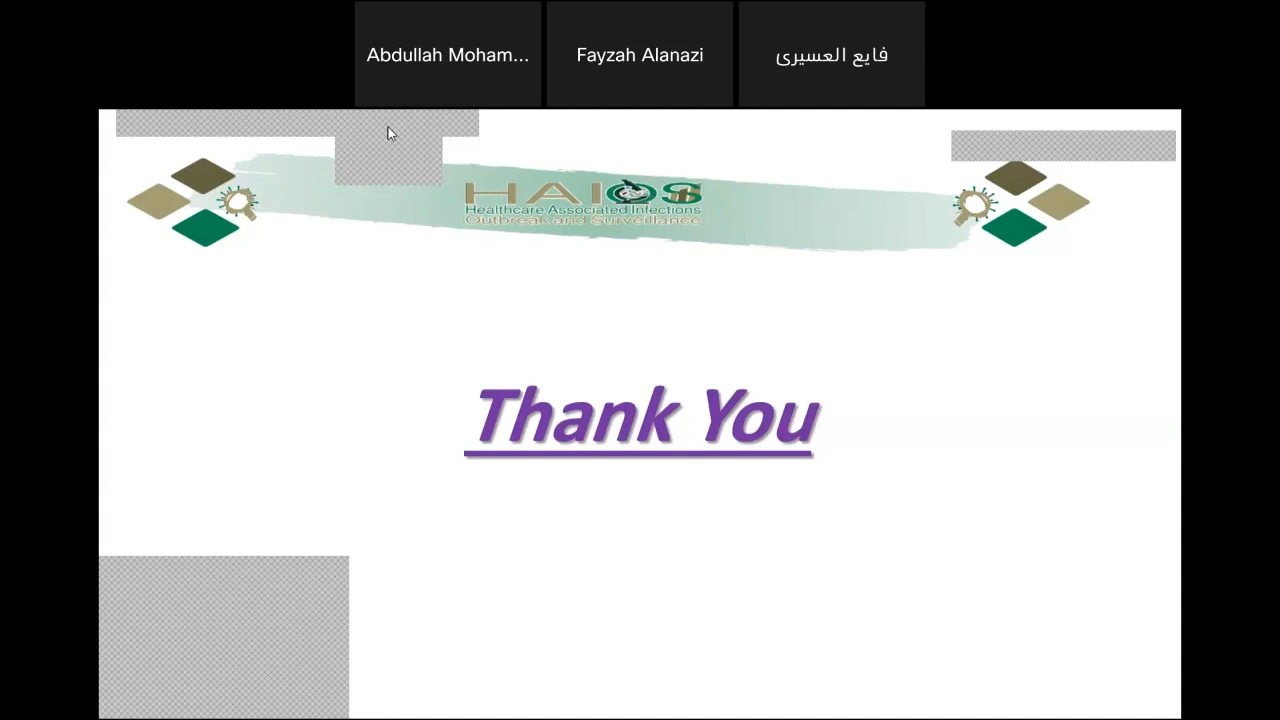 Abdullah Moham...
Fayzah Alanazi
فايع العسيرى
HAIOS
Healthcare Associated Infections
Outbreak and Surveillance
Thank You